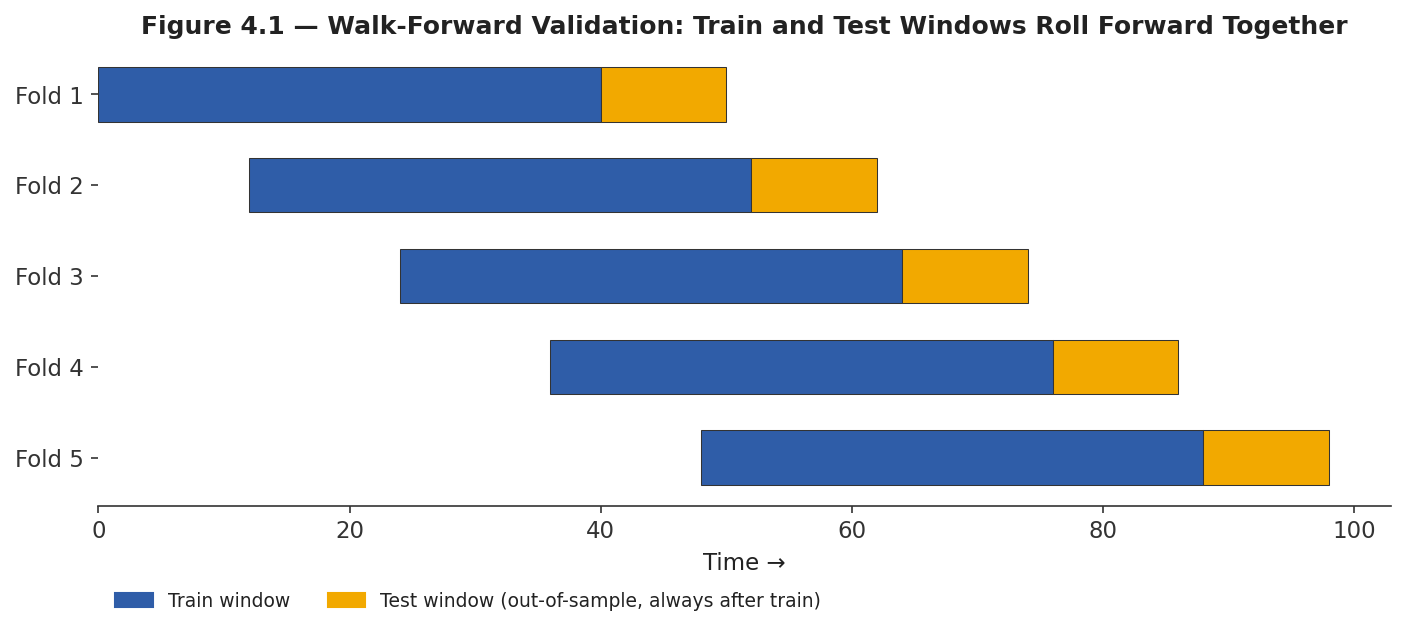 Figure 4.1 — Walk-Forward Validation: Train and Test Windows Roll Forward Together
Fold 1
Fold 2
Fold 3
Fold 4
Fold 5
0 20 40 60 80 100
Time →
Train window Test window (out-of-sample, always after train)